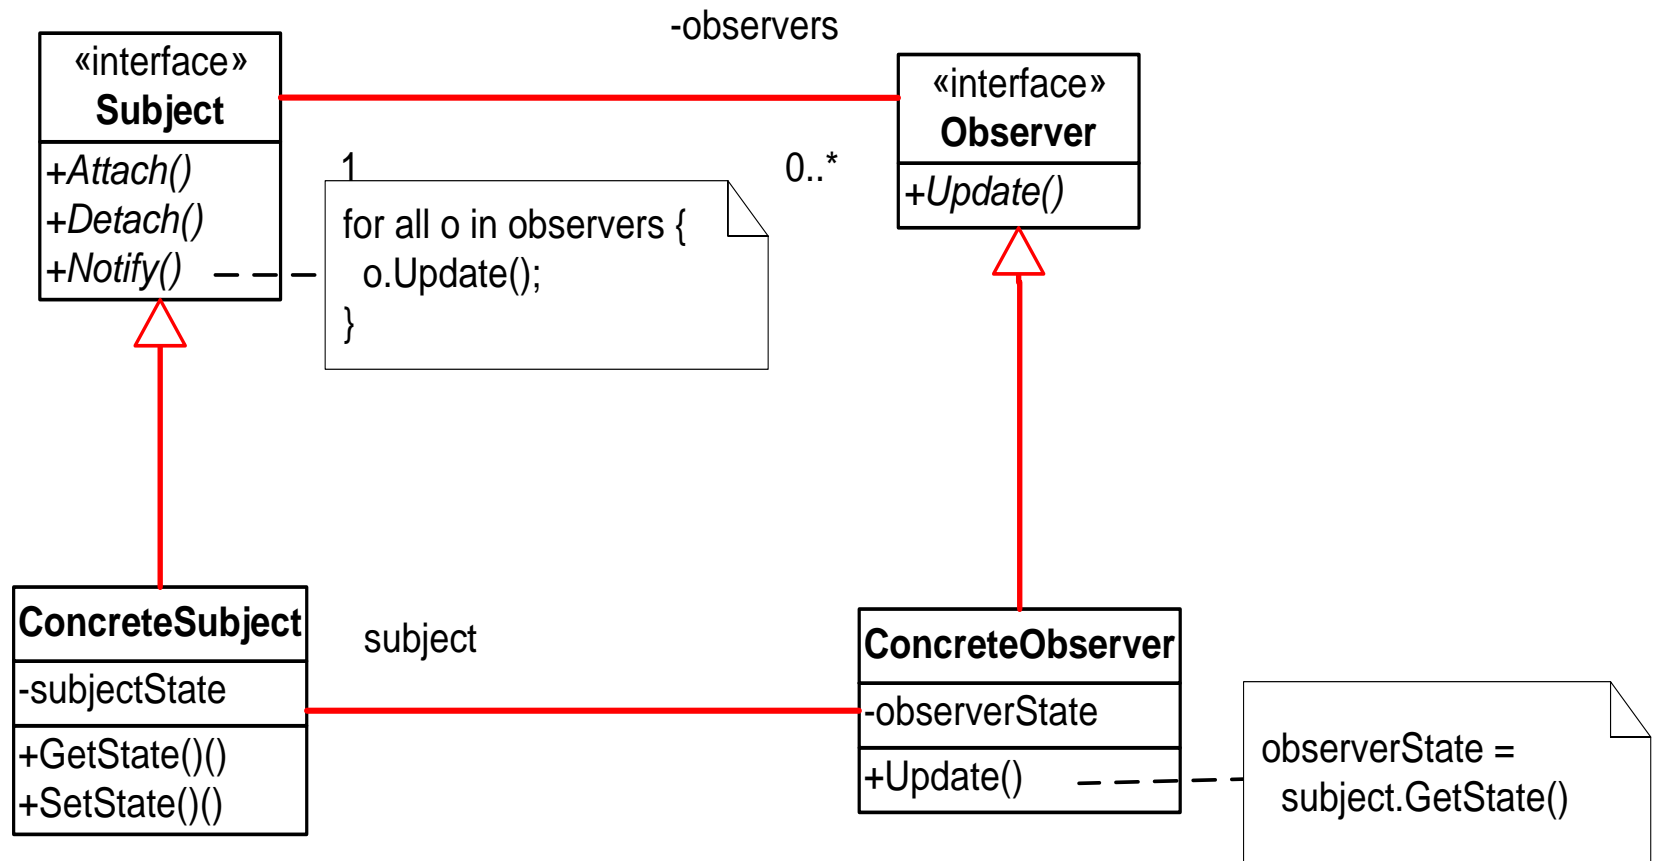 -observers
«interface»
Subject
+Attach()
+Detach()
+Notify()
1
0..*
«interface»
Observer
+Update()
for all o in observers {
o.Update();
}
ConcreteSubject
-subjectState
+GetState()()
+SetState()()
subject
ConcreteObserver
-observerState
+Update()
observerState =
subject.GetState()